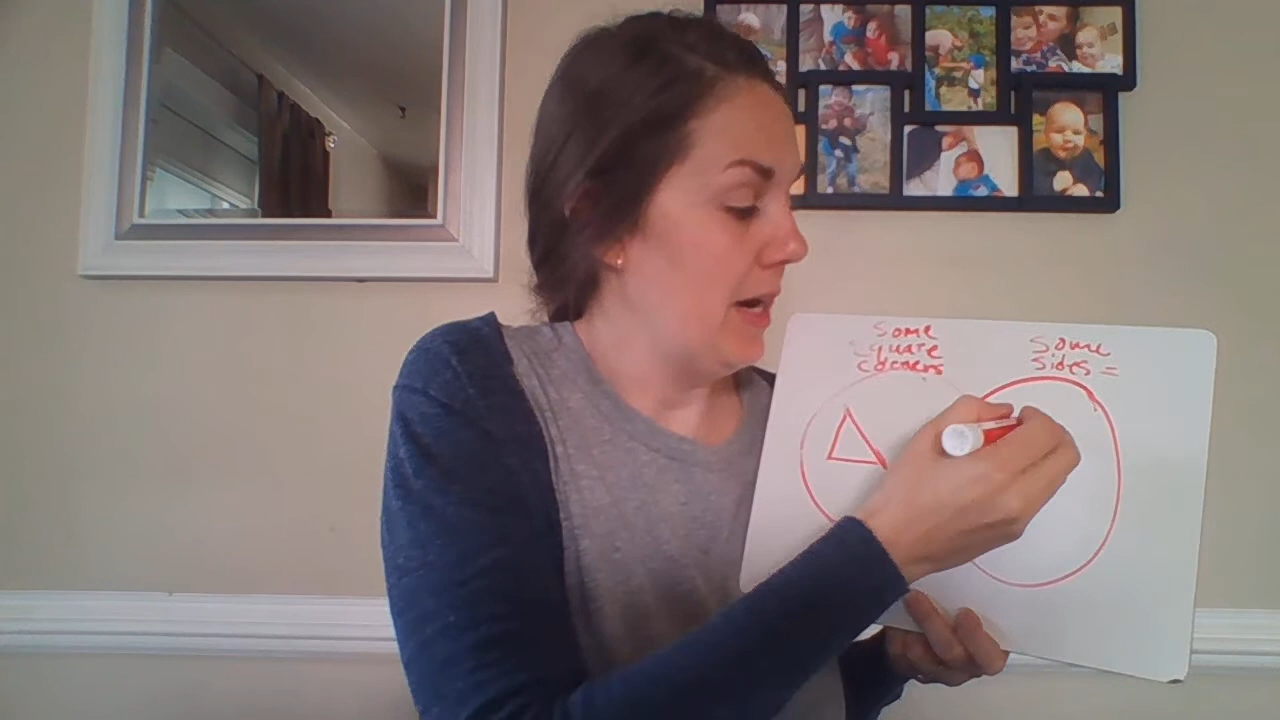 Some
square
corners
Some
sides =